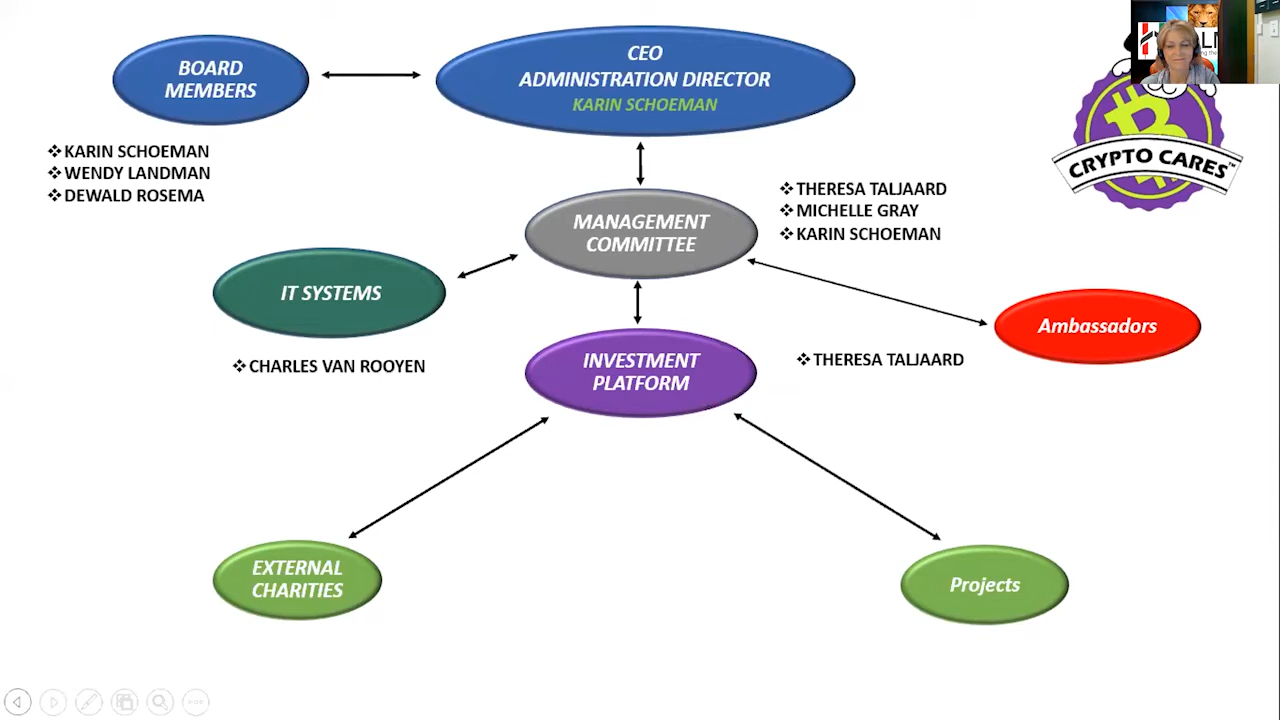 BOARD
MEMBERS
CEO
ADMINISTRATION DIRECTOR
KARIN SCHOEMAN
❖KARIN SCHOEMAN
❖WENDY LANDMAN
❖DEWALD ROSEMA
CRYPTO CARES™
MANAGEMENT
COMMITTEE
❖THERESA TALJAARD
❖MICHELLE GRAY
❖KARIN SCHOEMAN
IT SYSTEMS
❖CHARLES VAN ROOYEN
Ambassadors
INVESTMENT
PLATFORM
❖THERESA TALJAARD
EXTERNAL
CHARITIES
Projects